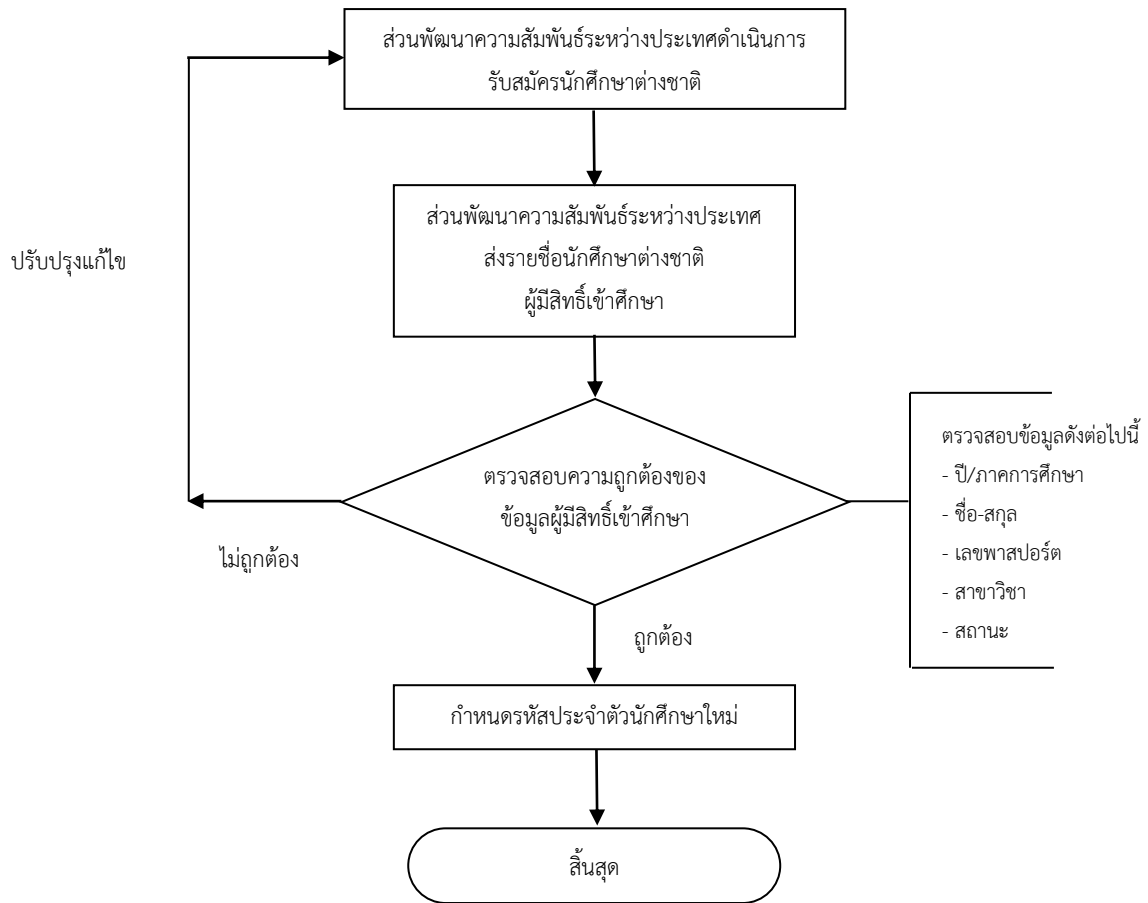 ส่วนพัฒนาความสัมพันธ์ระหว่างประเทศดำเนินการ
รับสมัครนักศึกษาต่างชาติ
ส่วนพัฒนาความสัมพันธ์ระหว่างประเทศ
ส่งรายชื่อนักศึกษาต่างชาติ
ผู้มีสิทธิ์เข้าศึกษา
ปรับปรุงแก้ไข
ตรวจสอบความถูกต้องของ
ข้อมูลผู้มีสิทธิ์เข้าศึกษา
ตรวจสอบข้อมูลดังต่อไปนี้
- ปี/ภาคการศึกษา
- ชื่อ-สกุล
- เลขพาสปอร์ต
- สาขาวิชา
- สถานะ
ไม่ถูกต้อง
ถูกต้อง
กำหนดรหัสประจำตัวนักศึกษาใหม่
สิ้นสุด